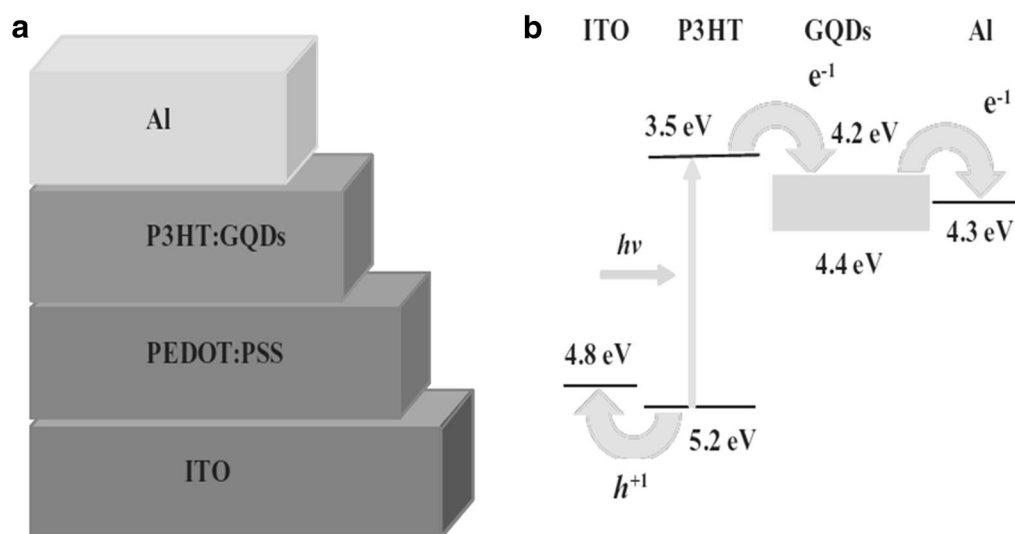 a
Al
P3HT:GQDs
PEDOT:PSS
ITO
b
ITO P3HT GQDs Al
e⁻¹
e⁻¹
3.5 eV
4.2 eV
4.3 eV
4.4 eV
hν
4.8 eV
5.2 eV
h⁺¹